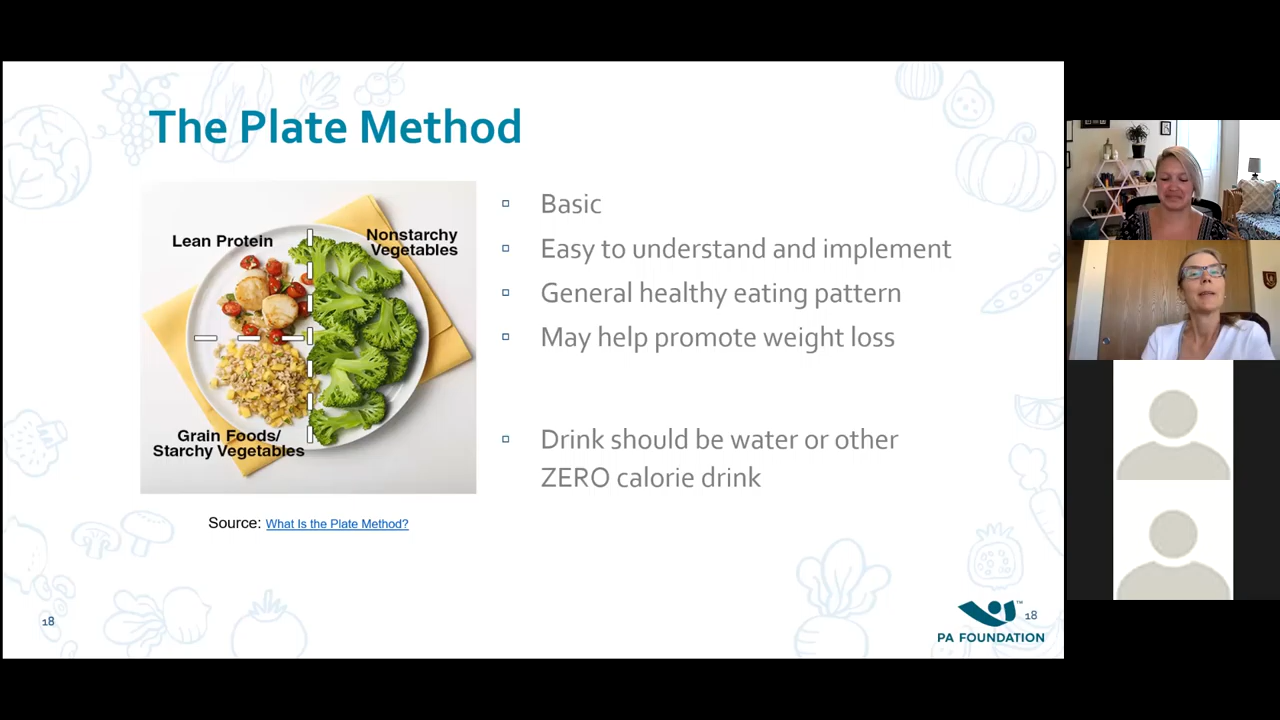 The Plate Method
Lean Protein
Nonstarchy
Vegetables
Grain Foods/
Starchy Vegetables
Source: What Is the Plate Method?
▫ Basic
▫ Easy to understand and implement
▫ General healthy eating pattern
▫ May help promote weight loss
▫ Drink should be water or other
ZERO calorie drink
18
18
PA FOUNDATION™